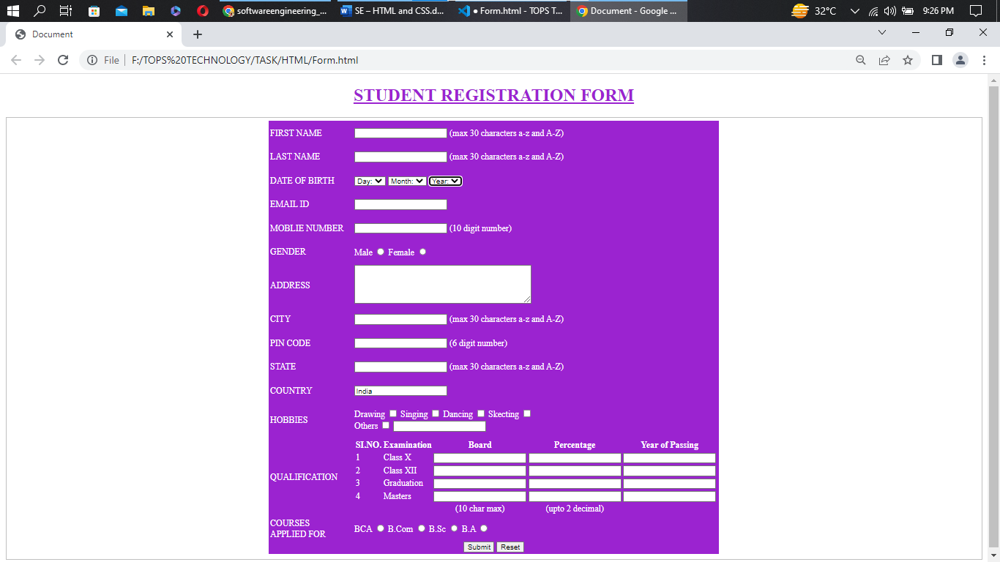 softwareengineering_... SE – HTML and CSS.d... ● Form.html - TOPS T... Document - Google ... 32°C 9:26 PM
Document
File F:/TOPS%20TECHNOLOGY/TASK/HTML/Form.html
STUDENT REGISTRATION FORM
FIRST NAME (max 30 characters a-z and A-Z)
LAST NAME (max 30 characters a-z and A-Z)
DATE OF BIRTH Day: Month: Year:
EMAIL ID
MOBLIE NUMBER (10 digit number)
GENDER Male Female
ADDRESS
CITY (max 30 characters a-z and A-Z)
PIN CODE (6 digit number)
STATE (max 30 characters a-z and A-Z)
COUNTRY India
HOBBIES Drawing Singing Dancing Skecting
Others
QUALIFICATION SI.NO. Examination Board Percentage Year of Passing
1 Class X
2 Class XII
3 Graduation
4 Masters
(10 char max) (upto 2 decimal)
COURSES
APPLIED FOR BCA B.Com B.Sc B.A
Submit Reset